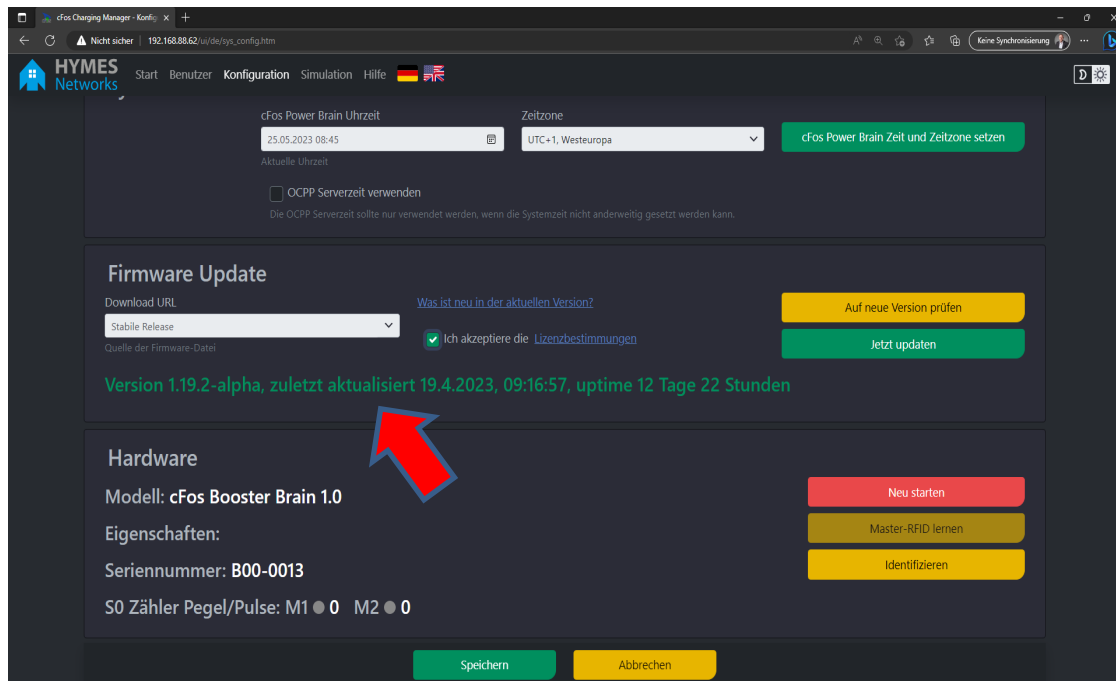 cFos Charging Manager - Konfig
Nicht sicher | 192.168.88.62/ui/de/sys_config.htm
Keine Synchronisierung
HYMES
Networks
Start Benutzer Konfiguration Simulation Hilfe
cFos Power Brain Uhrzeit Zeitzone
25.05.2023 08:45 UTC+1, Westeuropa cFos Power Brain Zeit und Zeitzone setzen
Aktuelle Uhrzeit
OCPP Serverzeit verwenden
Die OCPP Serverzeit sollte nur verwendet werden, wenn die Systemzeit nicht anderweitig gesetzt werden kann.
Firmware Update
Download URL Was ist neu in der aktuellen Version? Auf neue Version prüfen
Stabile Release Ich akzeptiere die Lizenzbestimmungen Jetzt updaten
Quelle der Firmware-Datei
Version 1.19.2-alpha, zuletzt aktualisiert 19.4.2023, 09:16:57, uptime 12 Tage 22 Stunden
Hardware
Modell: cFos Booster Brain 1.0 Neu starten
Eigenschaften: Master-RFID lernen
Seriennummer: B00-0013 Identifizieren
S0 Zähler Pegel/Pulse: M1 0 M2 0
Speichern Abbrechen